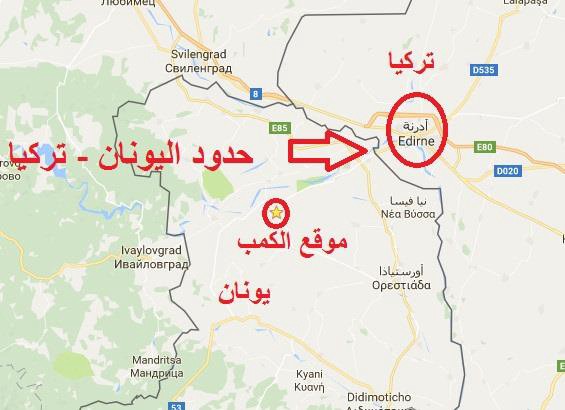 Любимец
Lalapaşa
Svilengrad
Свиленград
تركيا
D535
8
أدرنة
Edirne
E85
E80
حدود اليونان - تركيا
D020
نيا فيسا
Νέα Βύσσα
موقع الكمب
Ivaylovgrad
Ивайловград
أورستيادا
Ορεστιάδα
يونان
Mandritsa
Мандрица
Kyani
Κυανή
Didimoticho
53